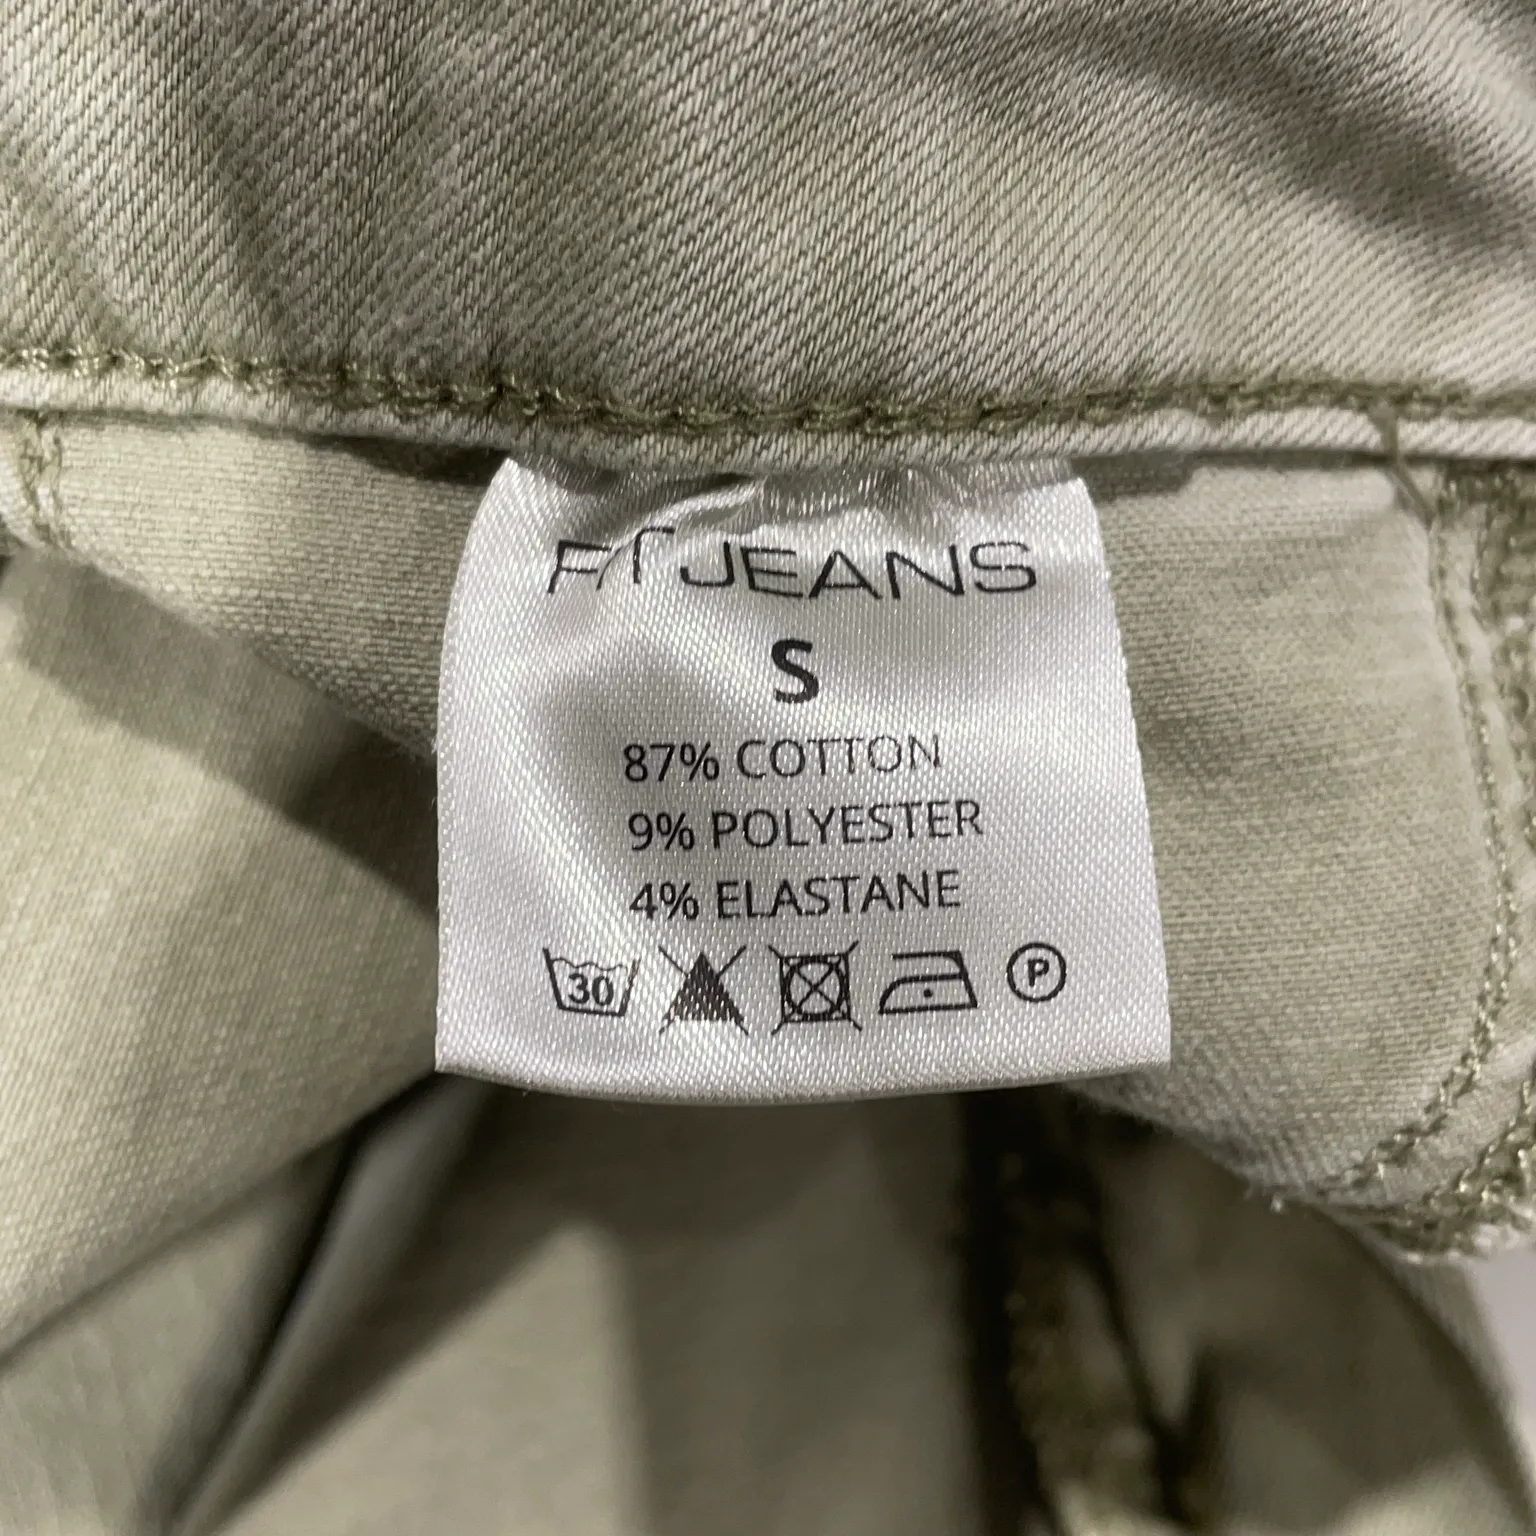 JEANS
S
87% COTTON
9% POLYESTER
4% ELASTANE
30 P